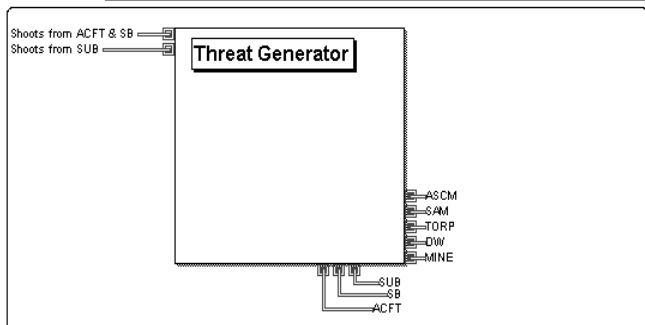 Shoots from ACFT & SB
Shoots from SUB
Threat Generator
ASCM
SAM
TORP
DW
MINE
SUB
SB
ACFT